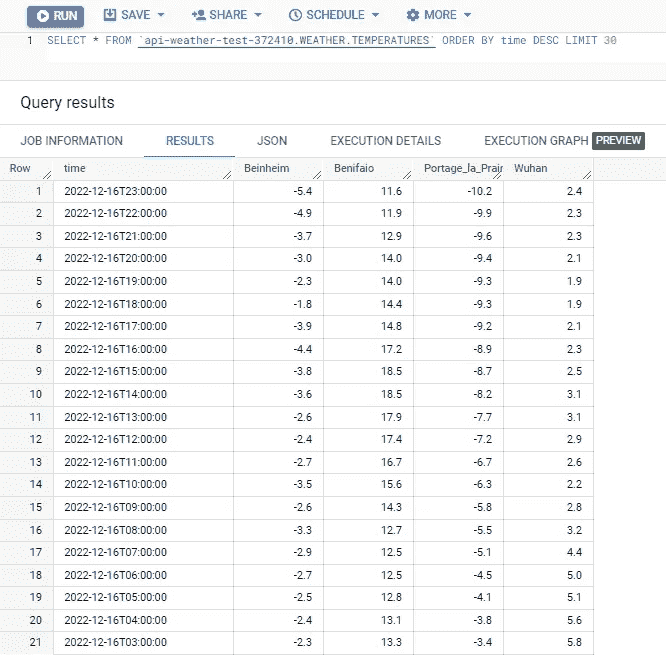 RUN SAVE SHARE SCHEDULE MORE
1 SELECT * FROM `api-weather-test-372410.WEATHER.TEMPERATURES` ORDER BY time DESC LIMIT 30
Query results
JOB INFORMATION RESULTS JSON EXECUTION DETAILS EXECUTION GRAPH PREVIEW
Row time Beinheim Benifaio Portage_la_Prair Wuhan
1 2022-12-16T23:00:00 -5.4 11.6 -10.2 2.4
2 2022-12-16T22:00:00 -4.9 11.9 -9.9 2.3
3 2022-12-16T21:00:00 -3.7 12.9 -9.6 2.3
4 2022-12-16T20:00:00 -3.0 14.0 -9.4 2.1
5 2022-12-16T19:00:00 -2.3 14.0 -9.3 1.9
6 2022-12-16T18:00:00 -1.8 14.4 -9.3 1.9
7 2022-12-16T17:00:00 -3.9 14.8 -9.2 2.1
8 2022-12-16T16:00:00 -4.4 17.2 -8.9 2.3
9 2022-12-16T15:00:00 -3.8 18.5 -8.7 2.5
10 2022-12-16T14:00:00 -3.6 18.5 -8.2 3.1
11 2022-12-16T13:00:00 -2.6 17.9 -7.7 3.1
12 2022-12-16T12:00:00 -2.4 17.4 -7.2 2.9
13 2022-12-16T11:00:00 -2.7 16.7 -6.7 2.6
14 2022-12-16T10:00:00 -3.5 15.6 -6.3 2.2
15 2022-12-16T09:00:00 -2.6 14.3 -5.8 2.8
16 2022-12-16T08:00:00 -3.3 12.7 -5.5 3.2
17 2022-12-16T07:00:00 -2.9 12.5 -5.1 4.4
18 2022-12-16T06:00:00 -2.7 12.5 -4.5 5.0
19 2022-12-16T05:00:00 -2.5 12.8 -4.1 5.1
20 2022-12-16T04:00:00 -2.4 13.1 -3.8 5.6
21 2022-12-16T03:00:00 -2.3 13.3 -3.4 5.8